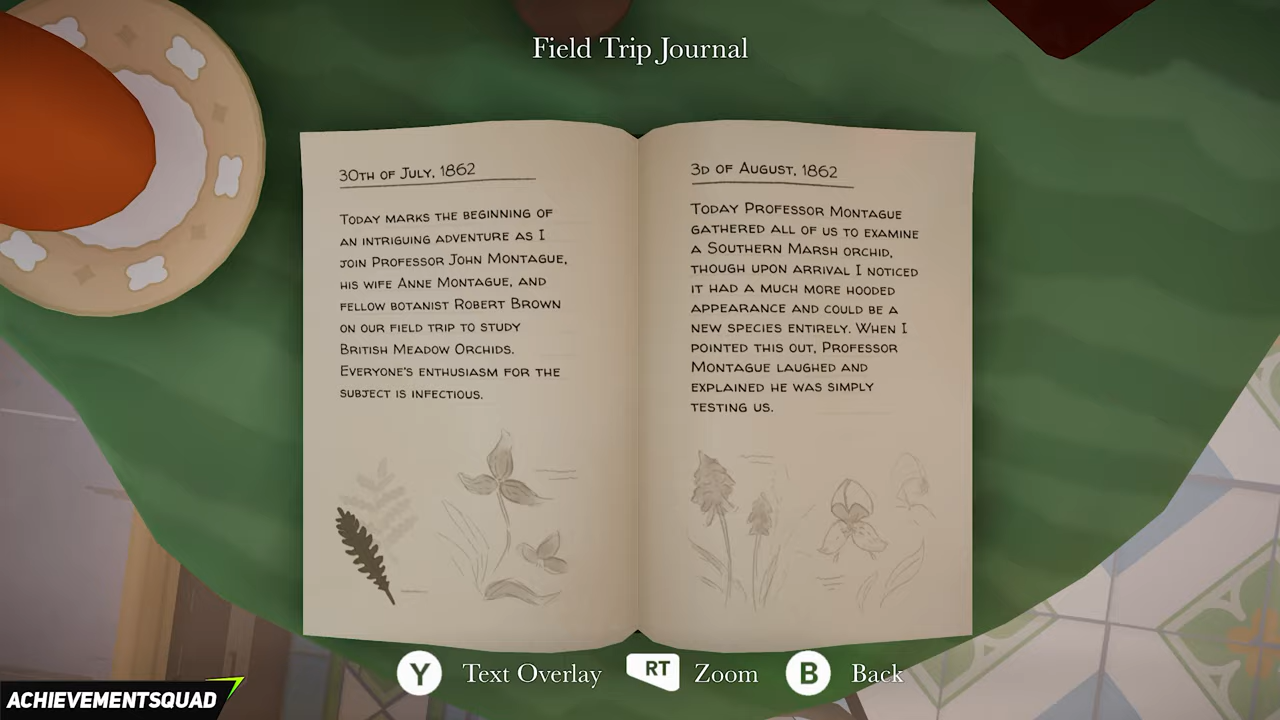 Field Trip Journal
30th of July, 1862
Today marks the beginning of
an intriguing adventure as I
join Professor John Montague,
his wife Anne Montague, and
fellow botanist Robert Brown
on our field trip to study
British Meadow Orchids.
Everyone's enthusiasm for the
subject is infectious.
3d of August, 1862
Today Professor Montague
gathered all of us to examine
a Southern Marsh orchid,
though upon arrival I noticed
it had a much more hooded
appearance and could be a
new species entirely. When I
pointed this out, Professor
Montague laughed and
explained he was simply
testing us.
Y Text Overlay RT Zoom B Back
ACHIEVEMENTSQUAD